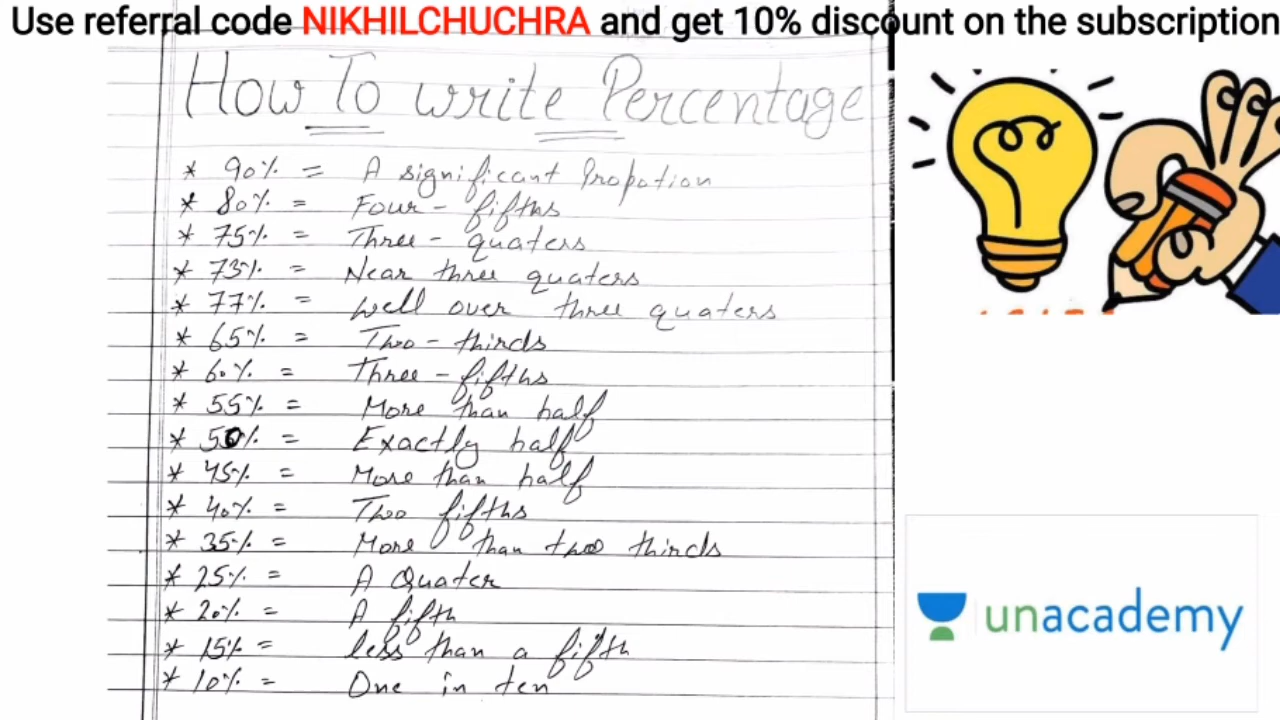 Use referral code NIKHILCHUCHRA and get 10% discount on the subscription
How To write Percentage
* 90% = A significant Propotion
* 80% = Four - fifths
* 75% = Three - quaters
* 73% = Near three quaters
* 77% = Well over three quaters
* 65% = Two - thirds
* 60% = Three - fifths
* 55% = More than half
* 50% = Exactly half
* 45% = More than half
* 40% = Two fifths
* 35% = More than two thirds
* 25% = A Quater
* 20% = A fifth
* 15% = less than a fifth
* 10% = One in ten
unacademy